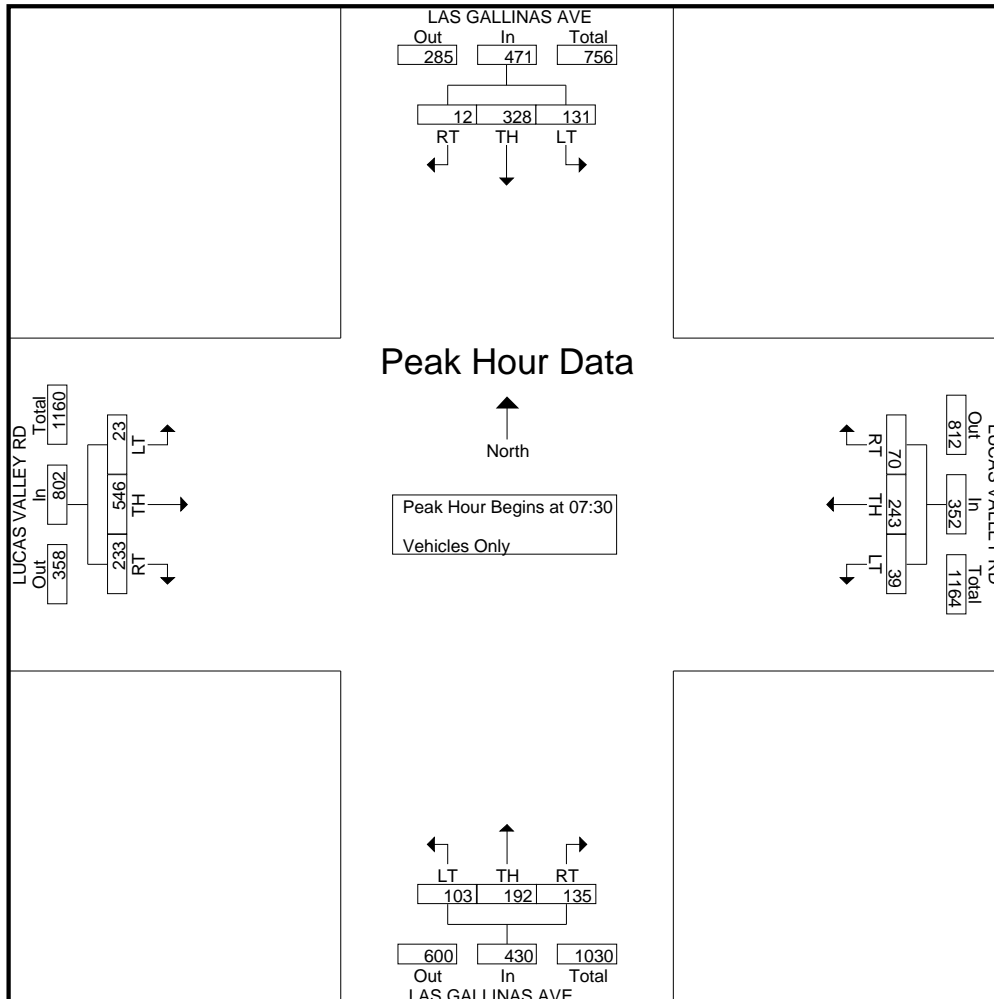 LAS GALLINAS AVE
Out In Total
285 471 756
12 328 131
RT TH LT
Peak Hour Data
North
Peak Hour Begins at 07:30
Vehicles Only
LUCAS VALLEY RD
Out In Total
358 802 1160
23 546 233
LT TH RT
LUCAS VALLEY RD
Out In Total
812 352 1164
RT TH LT
70 243 39
LT TH RT
103 192 135
600 430 1030
Out In Total
LAS GALLINAS AVE